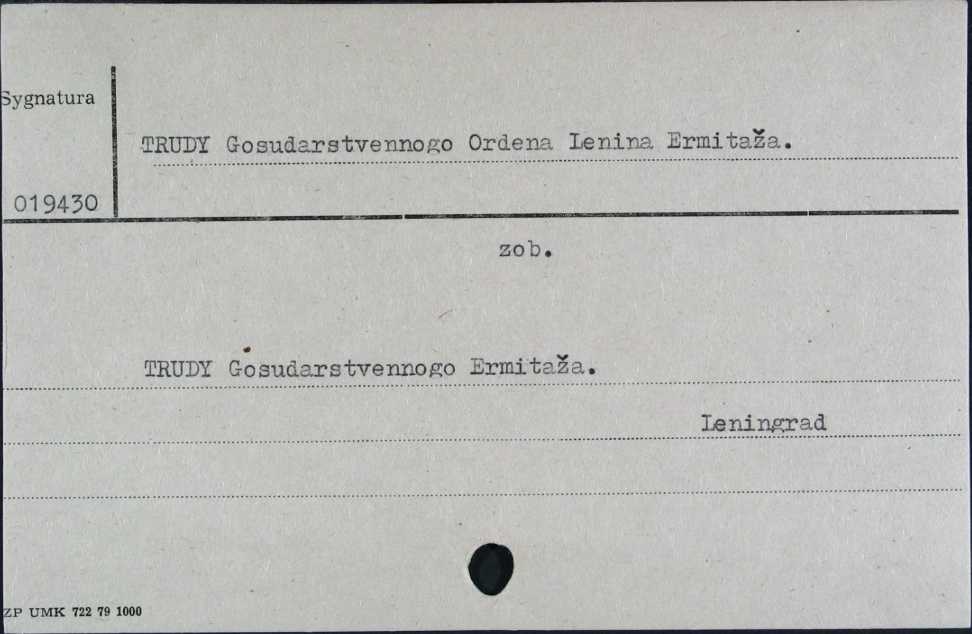 Sygnatura
TRUDY Gosudarstvennogo Ordena Lenina Ermitaža.
019430
zob.
TRUDY Gosudarstvennogo Ermitaža.
Leningrad
ZP UMK 722 79 1000